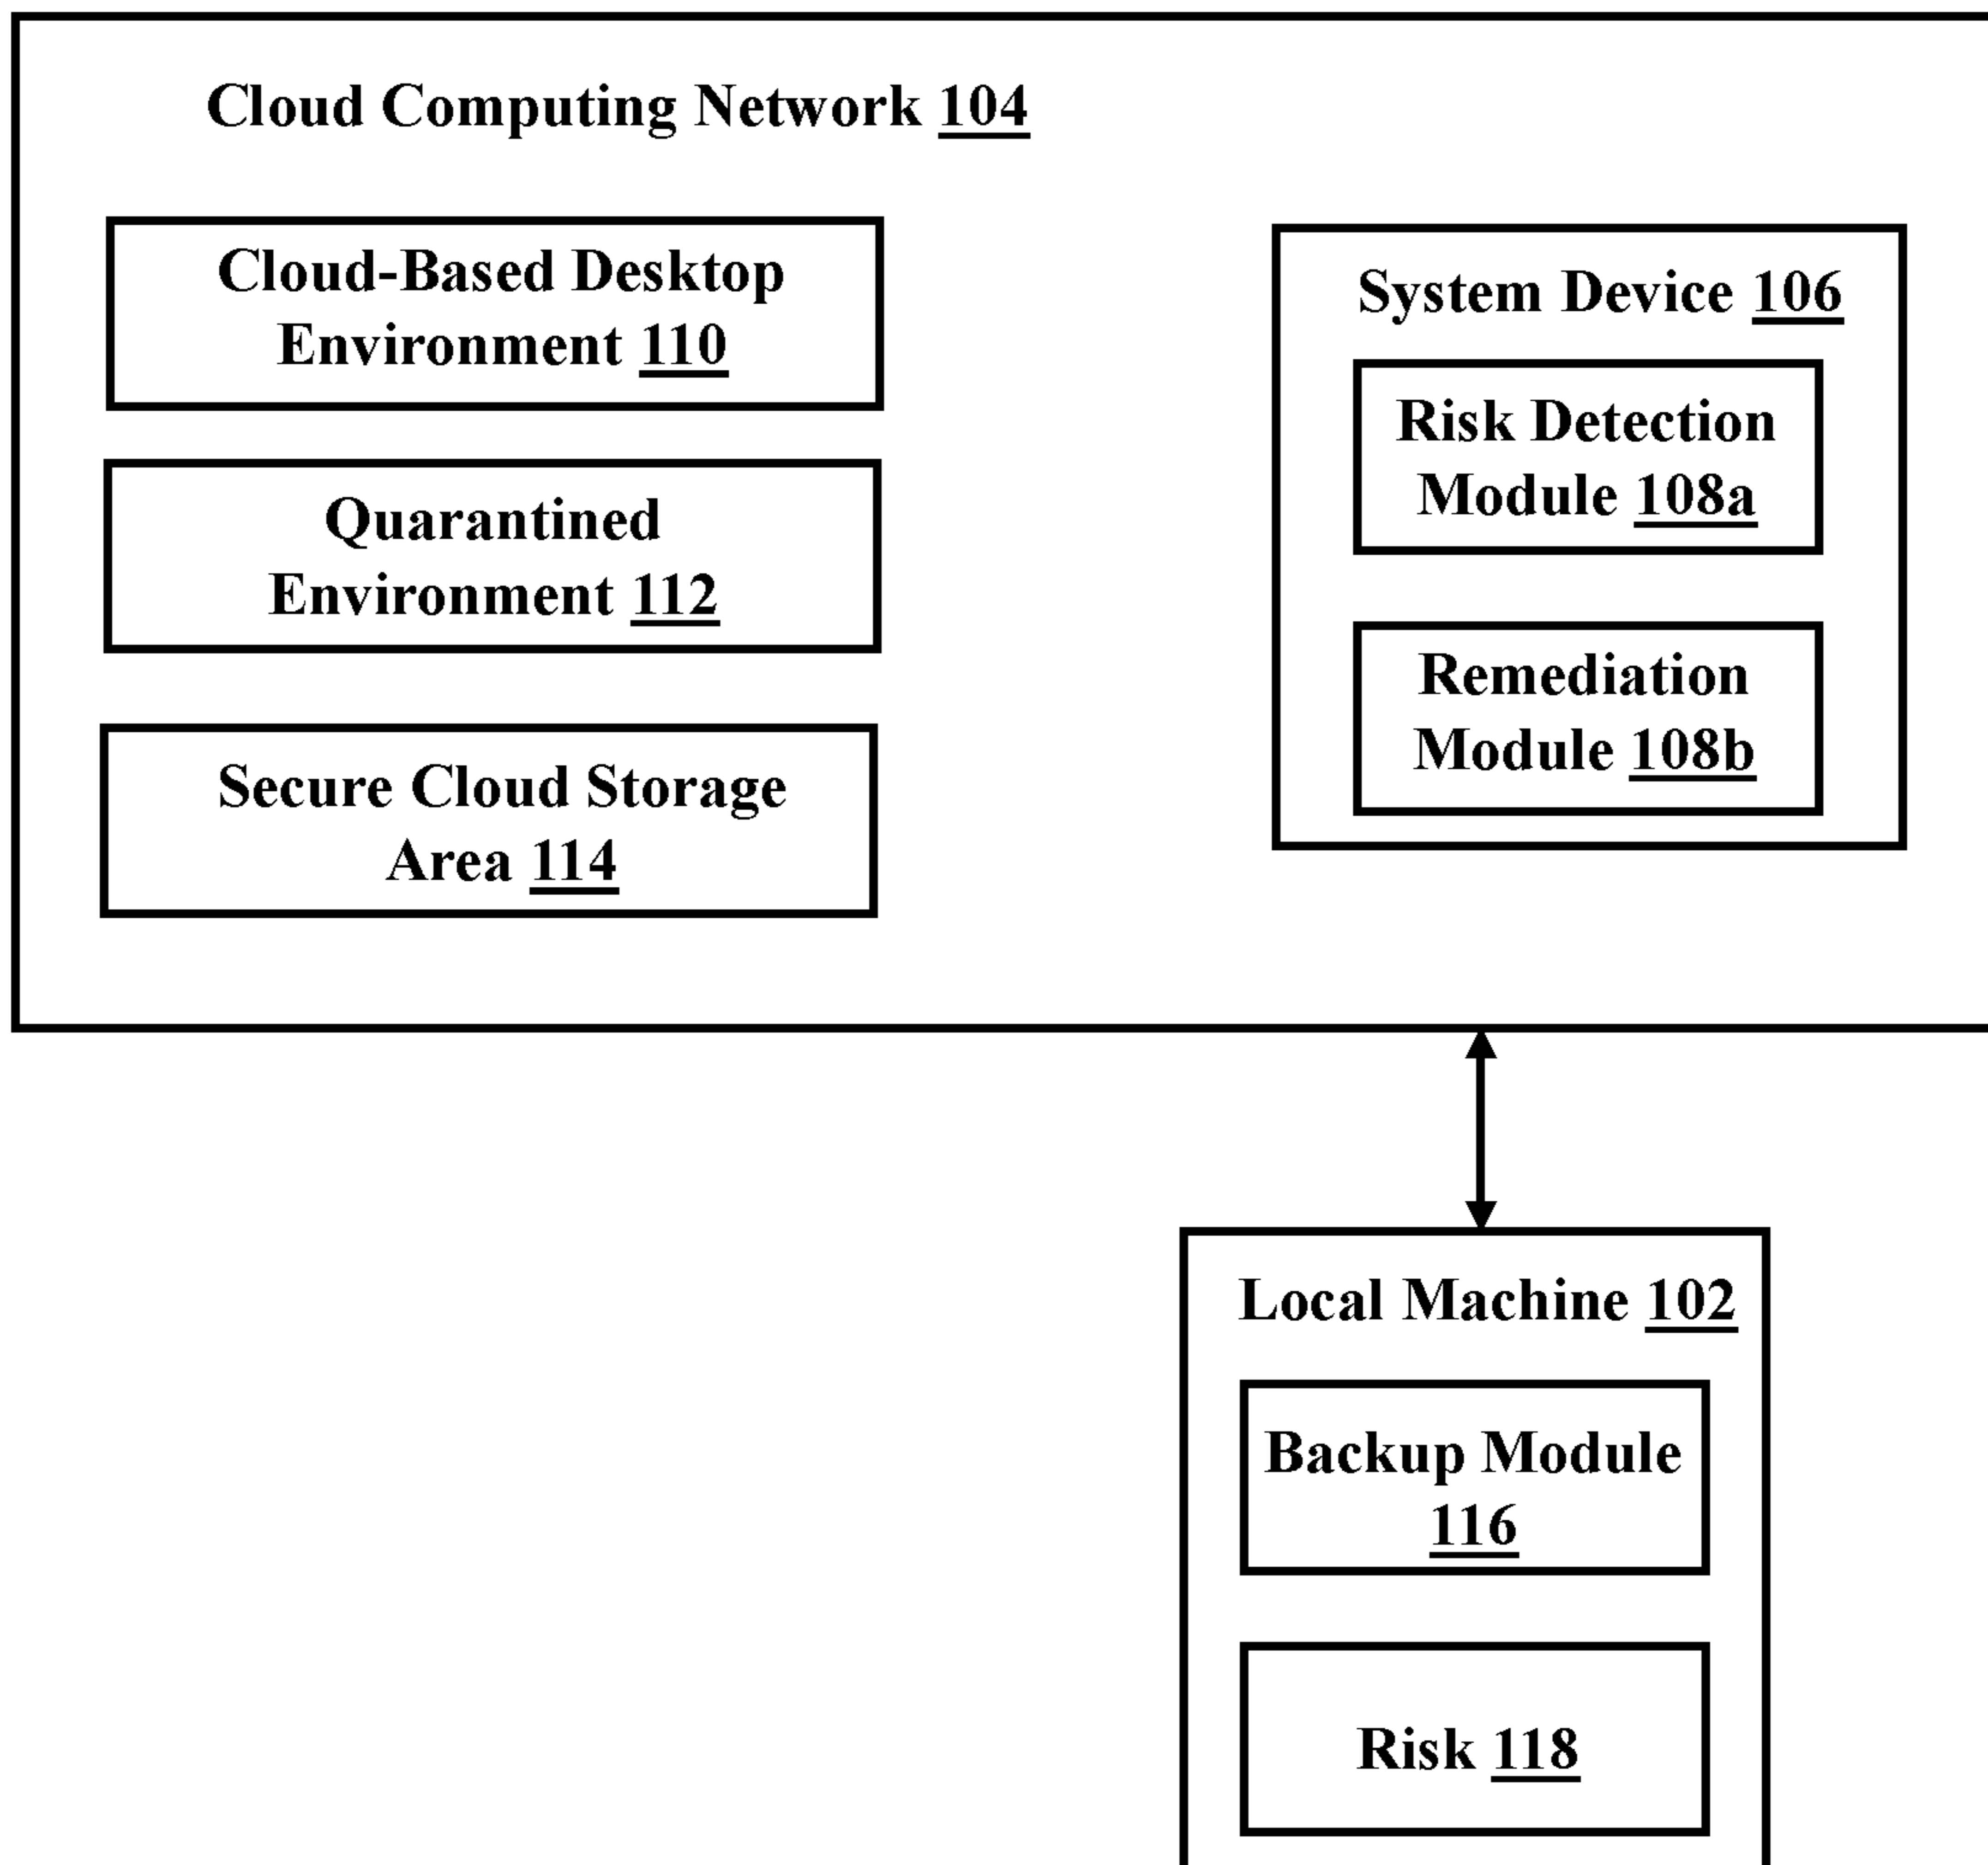 Cloud Computing Network 104
Cloud-Based Desktop
Environment 110
Quarantined
Environment 112
Secure Cloud Storage
Area 114
System Device 106
Risk Detection
Module 108a
Remediation
Module 108b
Local Machine 102
Backup Module
116
Risk 118